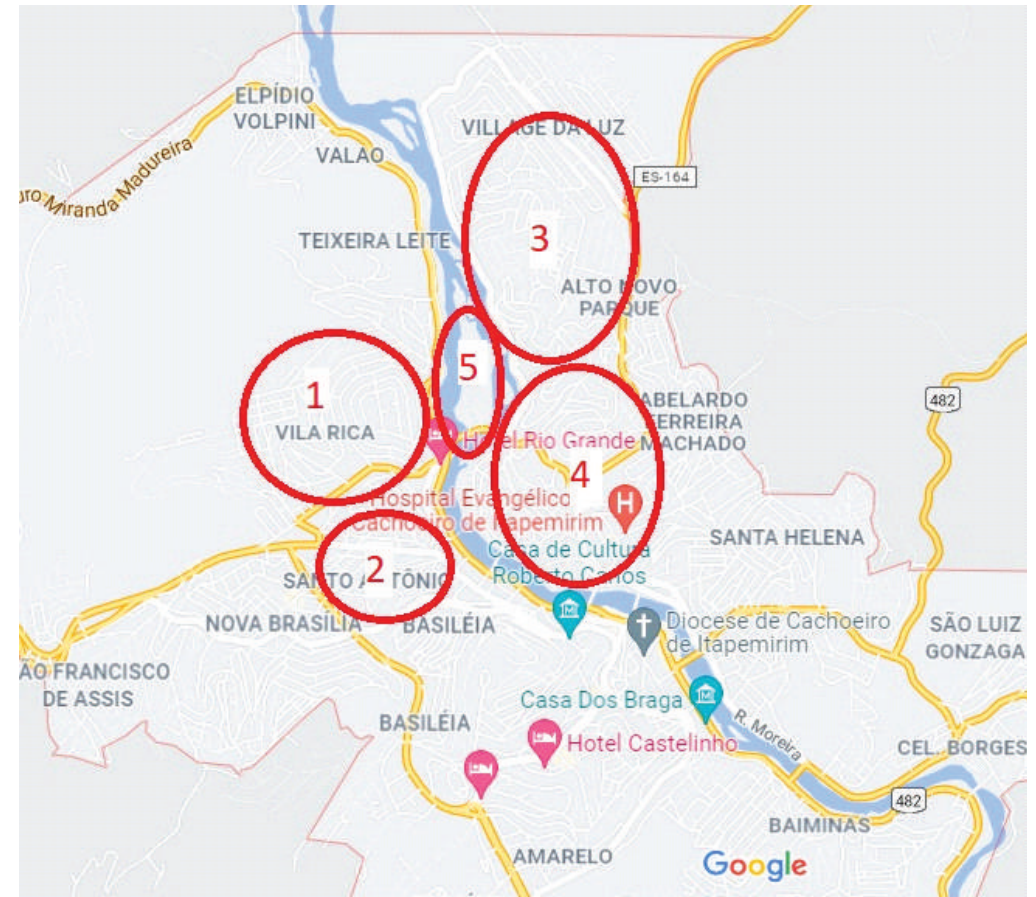 ELPÍDIO
VOLPINI
VILLAGE DA LUZ
VALÃO
ES-164
Miranda Madureira
TEIXEIRA LEITE
3
ALTO NOVO
PARQUE
5
1
ABELARDO
FERREIRA
MACHADO
482
VILA RICA
Hotel Rio Grande
4
Hospital Evangélico
Cachoeiro de Itapemirim
H
SANTA HELENA
Casa de Cultura
Roberto Carlos
2
SANTO ANTÔNIO
NOVA BRASÍLIA
BASILÉIA
Diocese de Cachoeiro
de Itapemirim
SÃO LUIZ
GONZAGA
ÃO FRANCISCO
DE ASSIS
Casa Dos Braga
BASILÉIA
R. Moreira
Hotel Castelinho
CEL. BORGES
482
BAIMINAS
AMARELO
Google